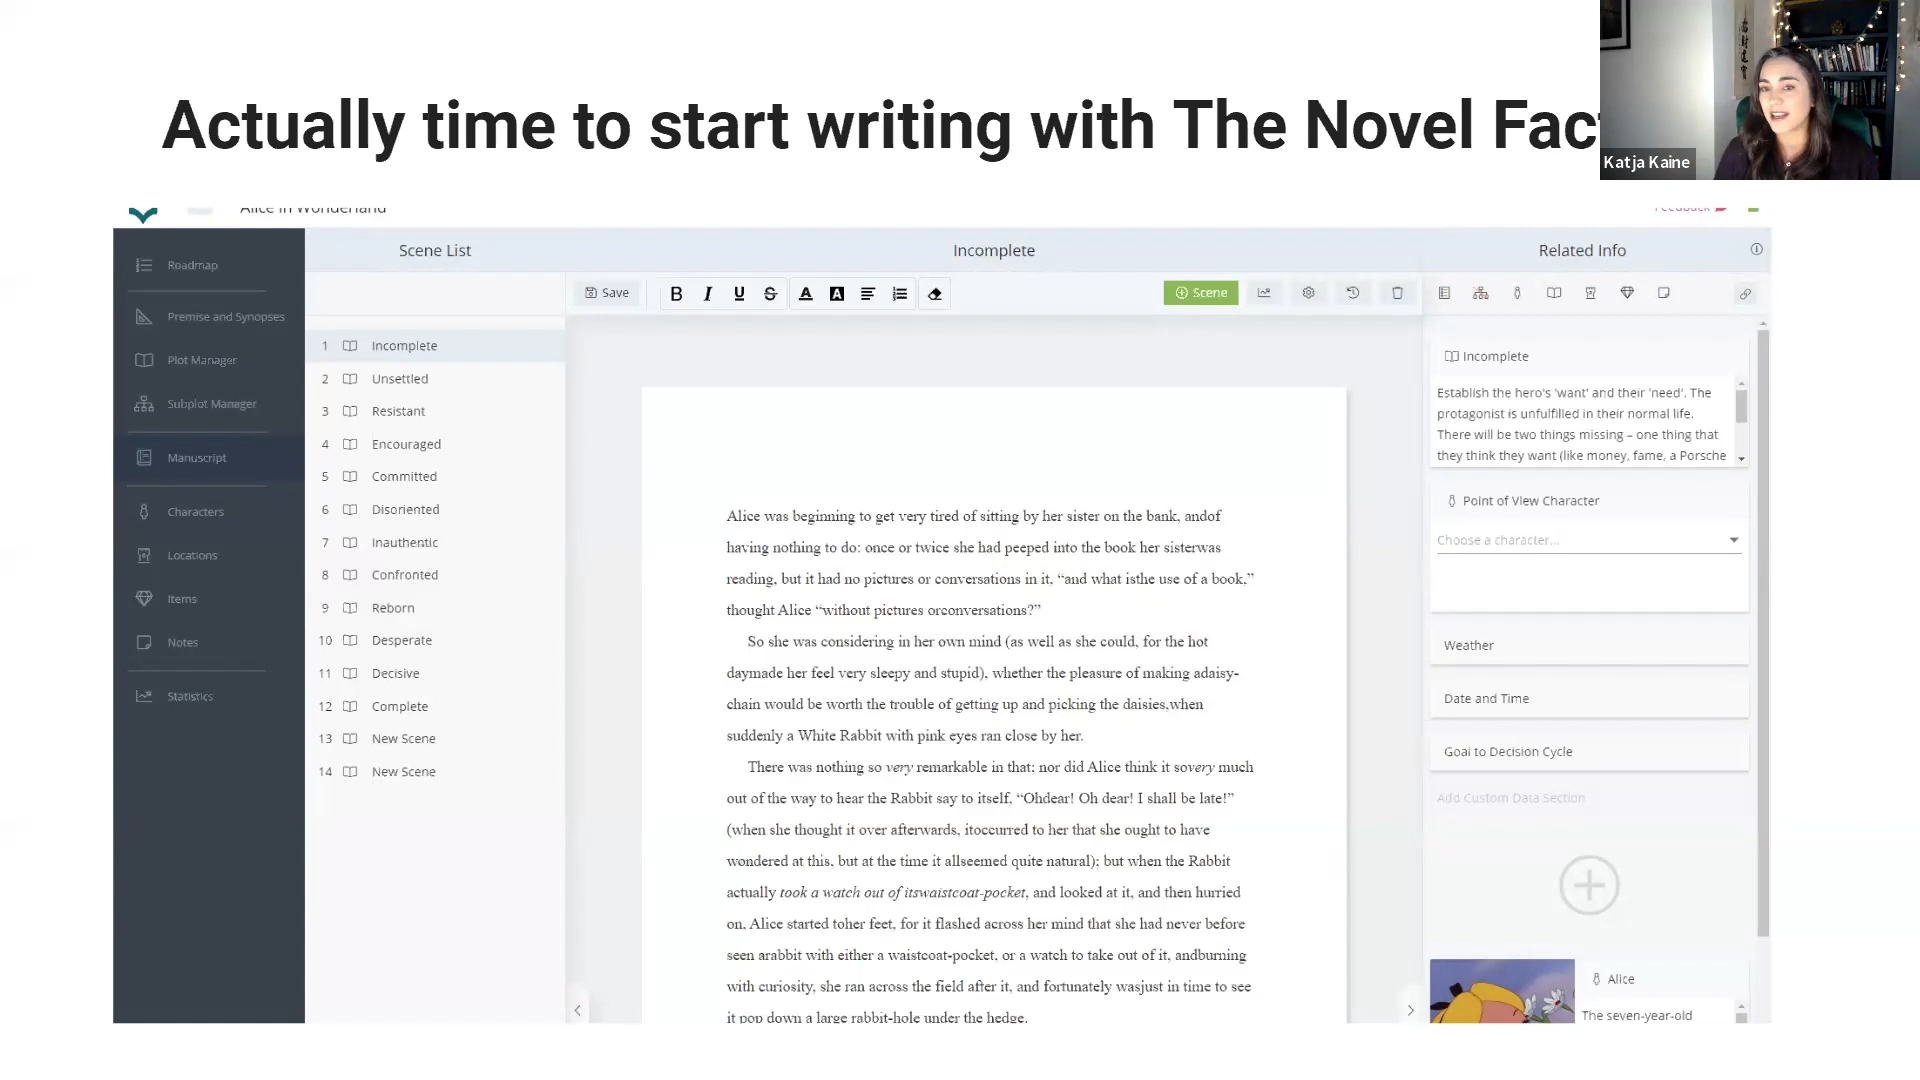 Actually time to start writing with The Novel Fac
Katja Kaine
Alice in Wonderland
Feedback
Scene List
Incomplete
Related Info
Roadmap
Premise and Synopses
Plot Manager
Subplot Manager
Manuscript
Characters
Locations
Items
Notes
Statistics
Save
B I U S A A
Scene
1 Incomplete
2 Unsettled
3 Resistant
4 Encouraged
5 Committed
6 Disoriented
7 Inauthentic
8 Confronted
9 Reborn
10 Desperate
11 Decisive
12 Complete
13 New Scene
14 New Scene
Alice was beginning to get very tired of sitting by her sister on the bank, andof
having nothing to do: once or twice she had peeped into the book her sisterwas
reading, but it had no pictures or conversations in it, “and what isthe use of a book,”
thought Alice “without pictures orconversations?”
So she was considering in her own mind (as well as she could, for the hot
daymade her feel very sleepy and stupid), whether the pleasure of making adaisy-
chain would be worth the trouble of getting up and picking the daisies,when
suddenly a White Rabbit with pink eyes ran close by her.
There was nothing so very remarkable in that; nor did Alice think it sovery much
out of the way to hear the Rabbit say to itself, “Ohdear! Oh dear! I shall be late!”
(when she thought it over afterwards, itoccurred to her that she ought to have
wondered at this, but at the time it allseemed quite natural); but when the Rabbit
actually took a watch out of itswaistcoat-pocket, and looked at it, and then hurried
on, Alice started toher feet, for it flashed across her mind that she had never before
seen arabbit with either a waistcoat-pocket, or a watch to take out of it, andburning
with curiosity, she ran across the field after it, and fortunately wasjust in time to see
it pop down a large rabbit-hole under the hedge.
Incomplete
Establish the hero's 'want' and their 'need'. The
protagonist is unfulfilled in their normal life.
There will be two things missing – one thing that
they think they want (like money, fame, a Porsche
Point of View Character
Choose a character...
Weather
Date and Time
Goal to Decision Cycle
Add Custom Data Section
Alice
The seven-year-old